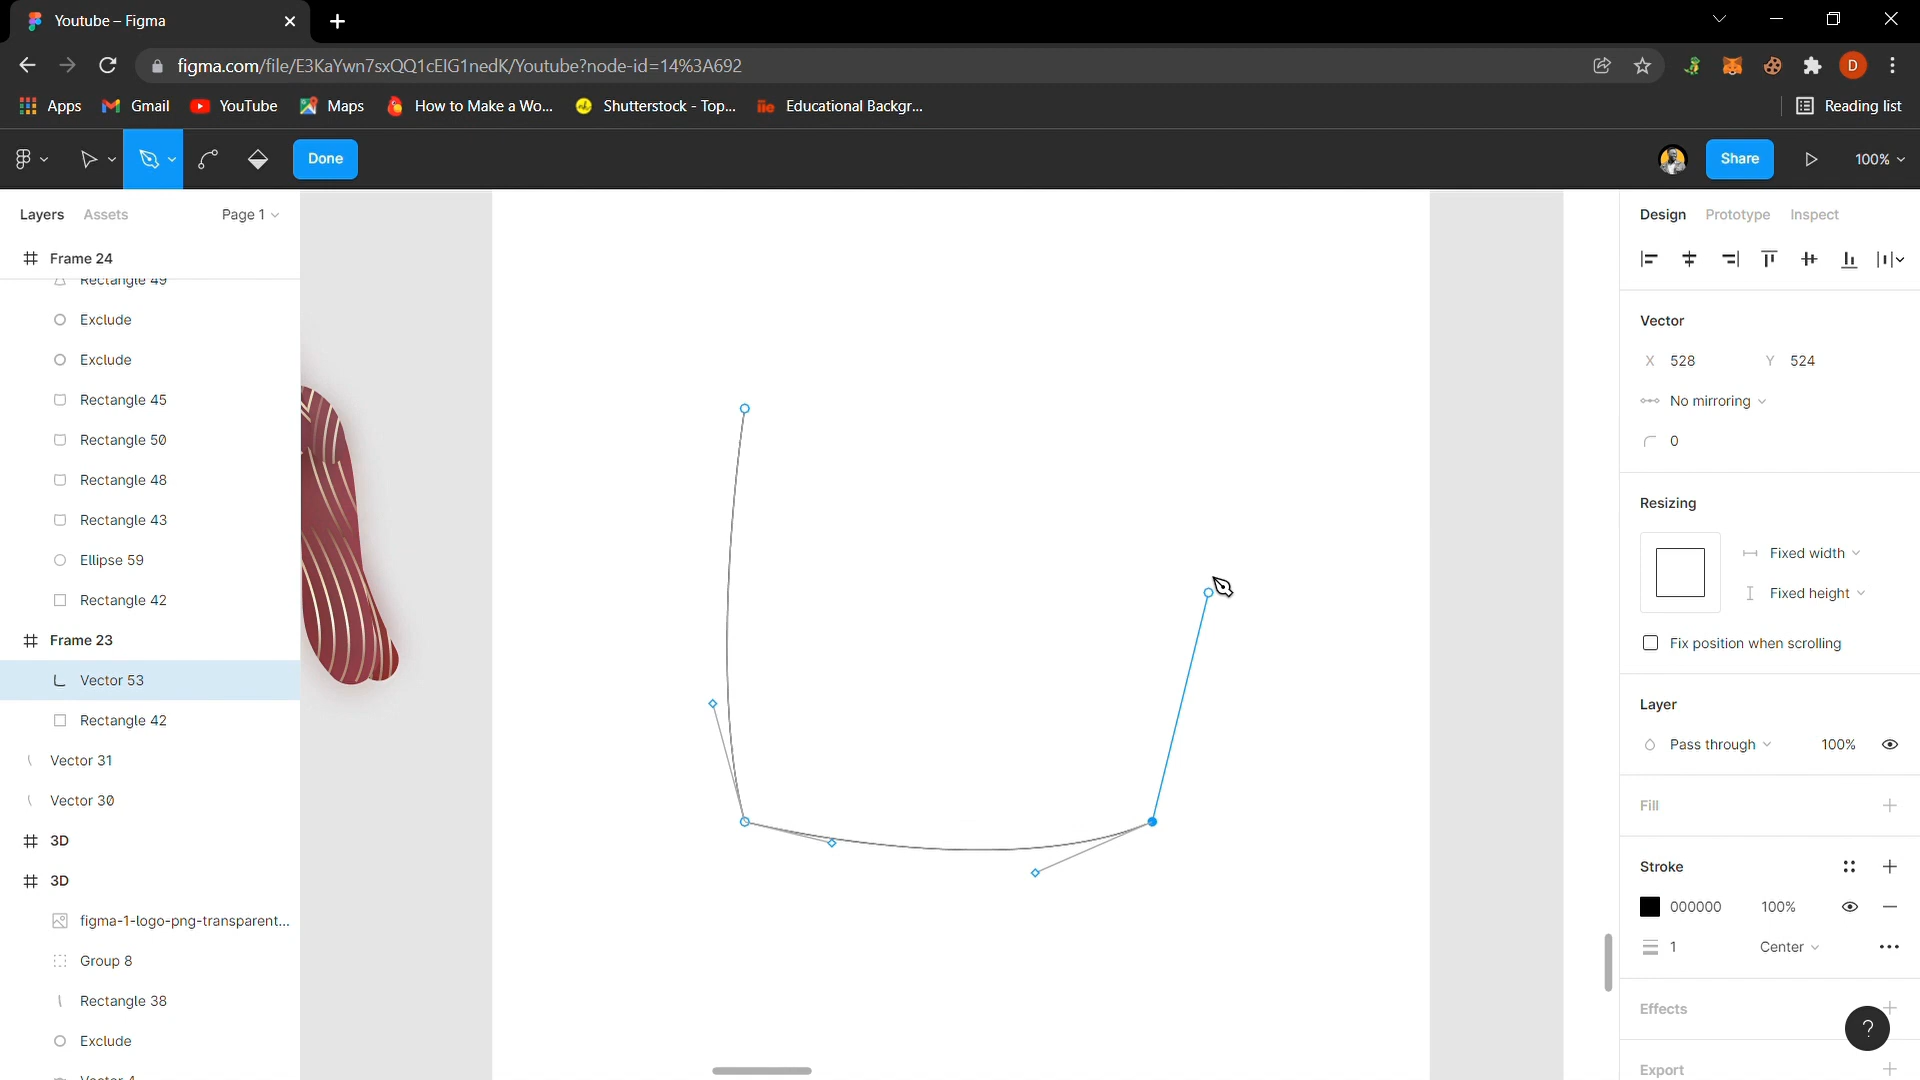 Youtube – Figma
figma.com/file/E3KaYwn7sxQQ1cEIG1nedK/Youtube?node-id=14%3A692
D
Apps
Gmail
YouTube
Maps
How to Make a Wo...
Shutterstock - Top...
Educational Backgr...
Reading list
Done
Share
100%
Layers
Assets
Page 1
Frame 24
Rectangle 49
Exclude
Exclude
Rectangle 45
Rectangle 50
Rectangle 48
Rectangle 43
Ellipse 59
Rectangle 42
Frame 23
Vector 53
Rectangle 42
Vector 31
Vector 30
3D
3D
figma-1-logo-png-transparent...
Group 8
Rectangle 38
Exclude
Vector 4
Design
Prototype
Inspect
Vector
X 528
Y 524
No mirroring
0
Resizing
Fixed width
Fixed height
Fix position when scrolling
Layer
Pass through
100%
Fill
Stroke
000000
100%
1
Center
Effects
?
Export